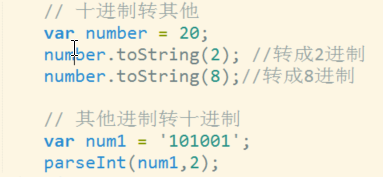 // 十进制转其他
var number = 20;
number.toString(2); //转成2进制
number.toString(8);//转成8进制
// 其他进制转十进制
var num1 = '101001';
parseInt(num1,2);